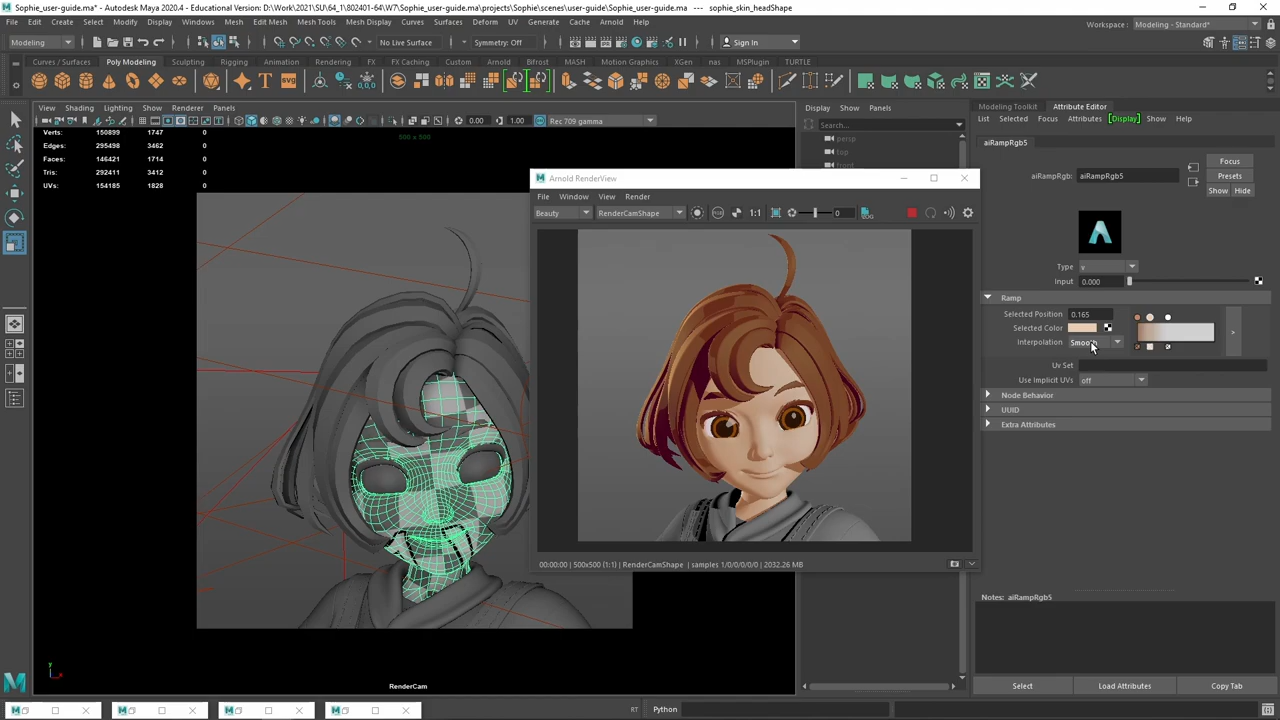 Sophie_user-guide.ma* - Autodesk Maya 2020.4 - Educational Version: D:\Work\2021\SU\64_1\802401-64\W7\Sophie_user-guide.ma\projects\Sophie\scenes\user-guide\Sophie_user-guide.ma --- sophie_skin_headShape
File Edit Create Select Modify Display Windows Mesh Edit Mesh Mesh Tools Mesh Display Curves Surfaces Deform UV Generate Cache Arnold Help
Workspace : Modeling - Standard*
Modeling No Live Surface Symmetry: Off Sign In
Curves / Surfaces Poly Modeling Sculpting Rigging Animation Rendering FX FX Caching Custom Arnold Bifrost MASH Motion Graphics XGen nas MSPlugin TURTLE
View Shading Lighting Show Renderer Panels
0.00 1.00 Rec 709 gamma
Verts: 150899 1747 0
Edges: 295498 3462 0
Faces: 146421 1714 0
Tris: 292411 3412 0
UVs: 154185 1828 0
500 x 500
RenderCam
Display Show Panels
Search...
persp
top
front
Arnold RenderView
File Window View Render
Beauty RenderCamShape 1:1 0
00:00:00 | 500x500 (1:1) | RenderCamShape | samples 1/0/0/0/0/0 | 2032.26 MB
Modeling Toolkit Attribute Editor
List Selected Focus Attributes Display Show Help
aiRampRgb5
Focus
aiRampRgb: aiRampRgb5 Presets
Show Hide
Type v
Input 0.000
Ramp
Selected Position 0.165
Selected Color
Interpolation Smooth
Uv Set
Use Implicit UVs off
Node Behavior
UUID
Extra Attributes
Notes: aiRampRgb5
Select Load Attributes Copy Tab
RT Python